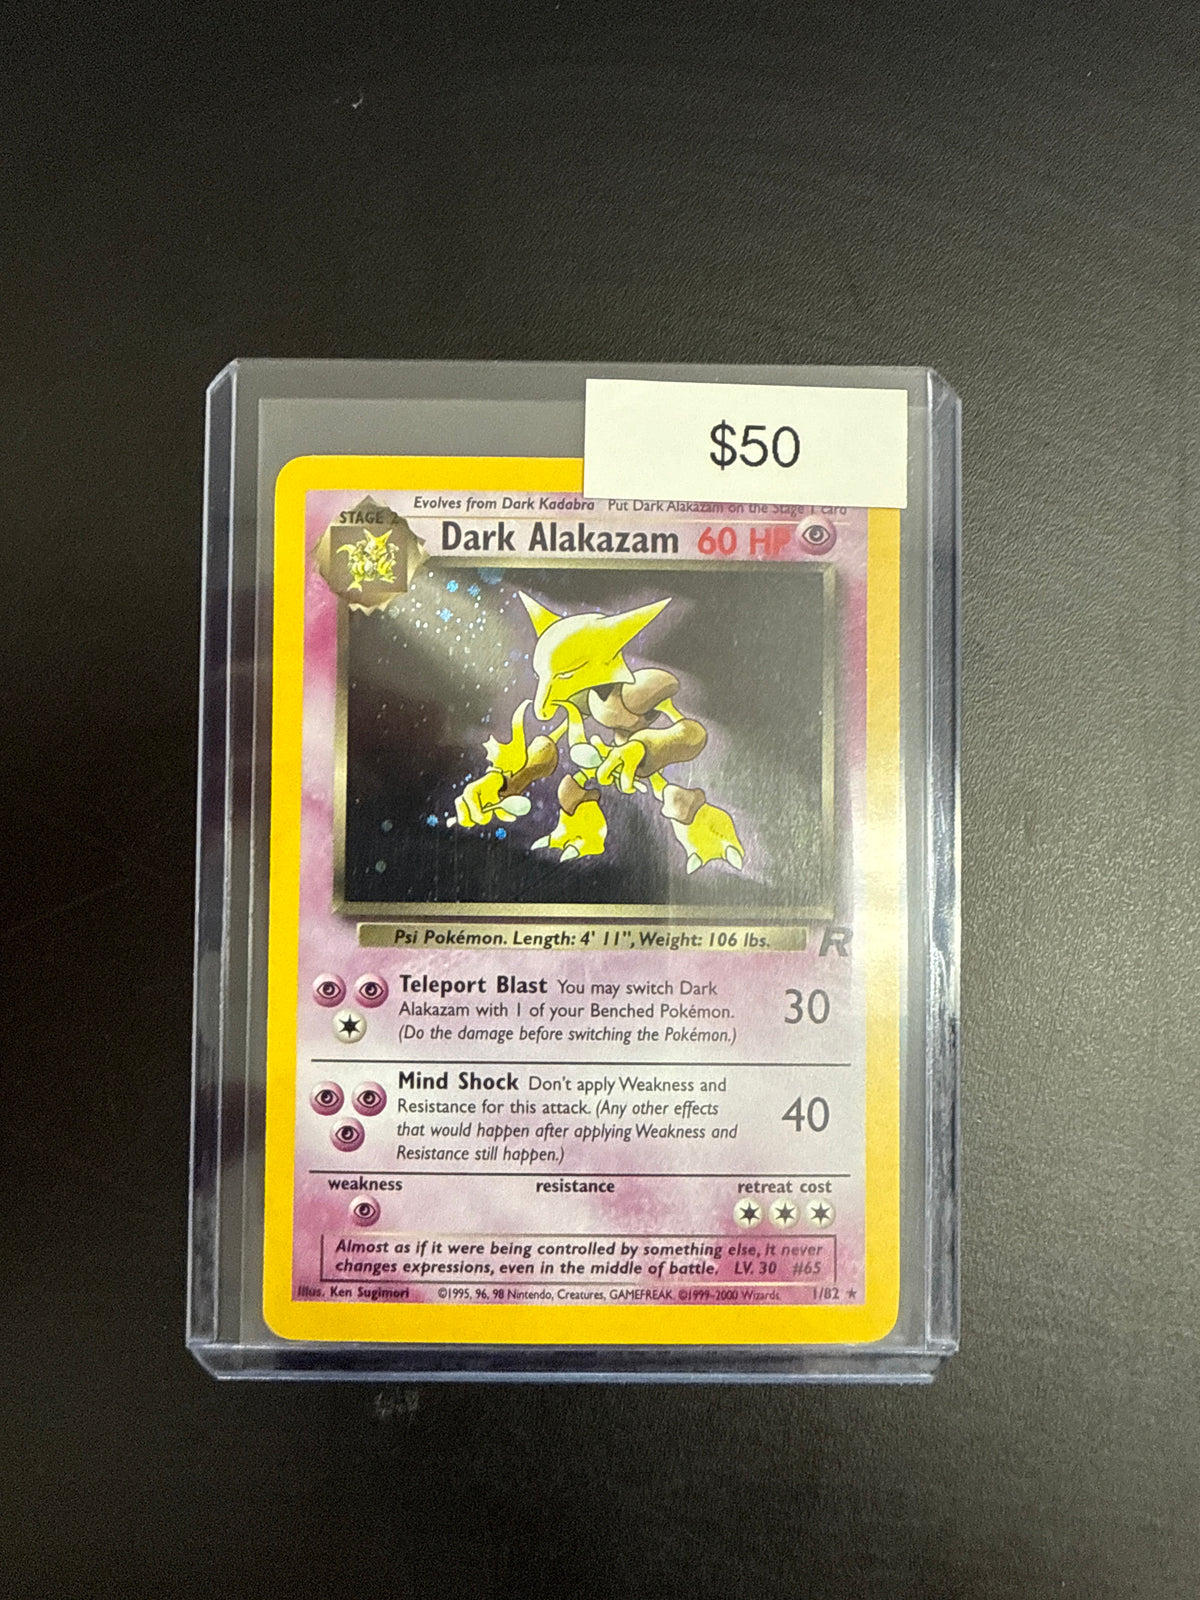 $50
Evolves from Dark Kadabra Put Dark Alakazam on the Stage 1 card
STAGE 2
Dark Alakazam 60 HP
Psi Pokémon. Length: 4' 11", Weight: 106 lbs.
R
Teleport Blast You may switch Dark
Alakazam with 1 of your Benched Pokémon.
(Do the damage before switching the Pokémon.)
30
Mind Shock Don't apply Weakness and
Resistance for this attack. (Any other effects
that would happen after applying Weakness and
Resistance still happen.)
40
weakness resistance retreat cost
Almost as if it were being controlled by something else, it never
changes expressions, even in the middle of battle. LV. 30 #65
Illus. Ken Sugimori ©1995, 96, 98 Nintendo, Creatures, GAMEFREAK. ©1999-2000 Wizards. 1/82 ★